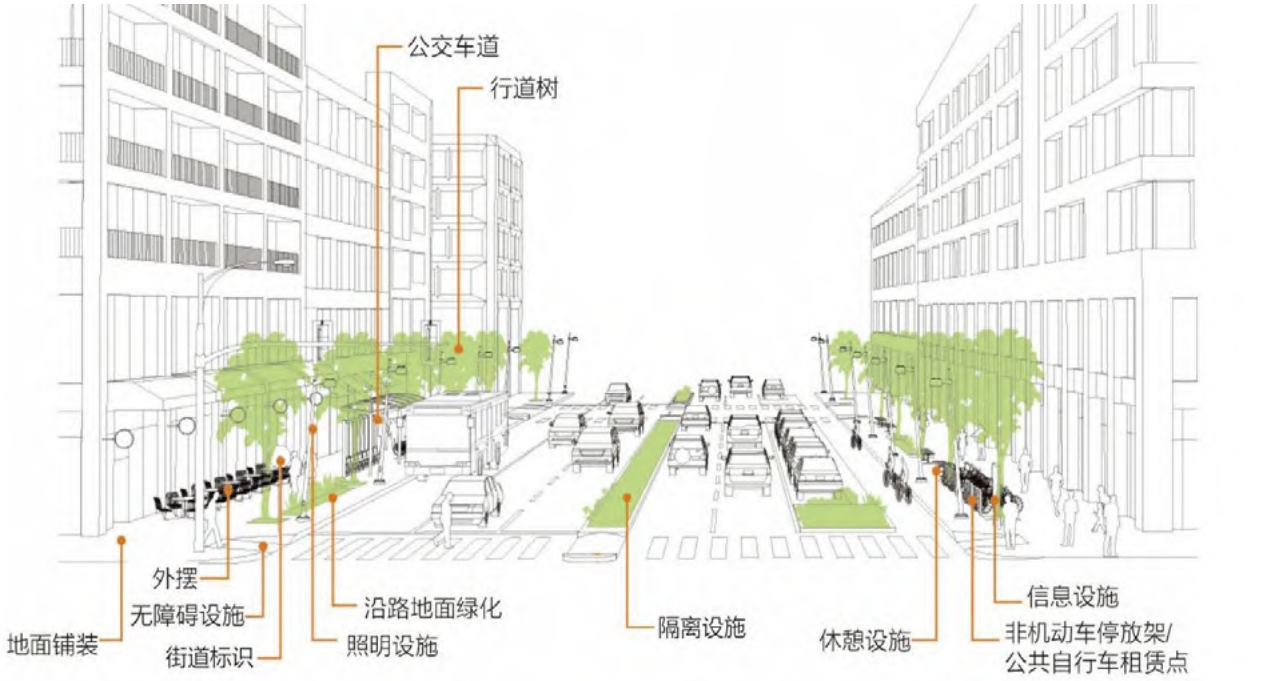 公交车道
行道树
外摆
无障碍设施
地面铺装
街道标识
沿路地面绿化
照明设施
隔离设施
休憩设施
信息设施
非机动车停放架/
公共自行车租赁点